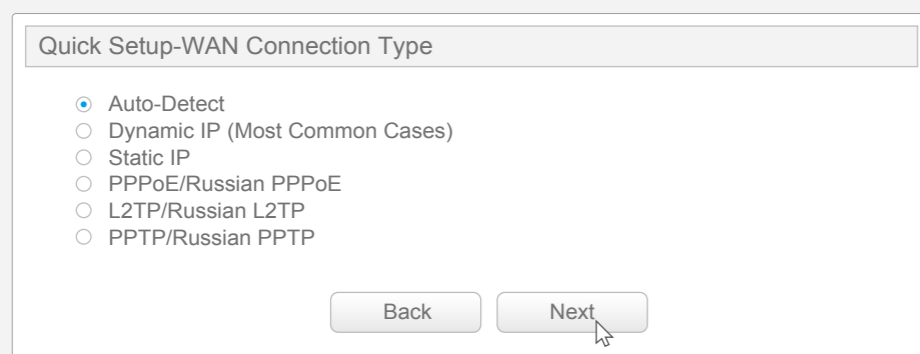 Quick Setup-WAN Connection Type
Auto-Detect
Dynamic IP (Most Common Cases)
Static IP
PPPoE/Russian PPPoE
L2TP/Russian L2TP
PPTP/Russian PPTP
Back Next